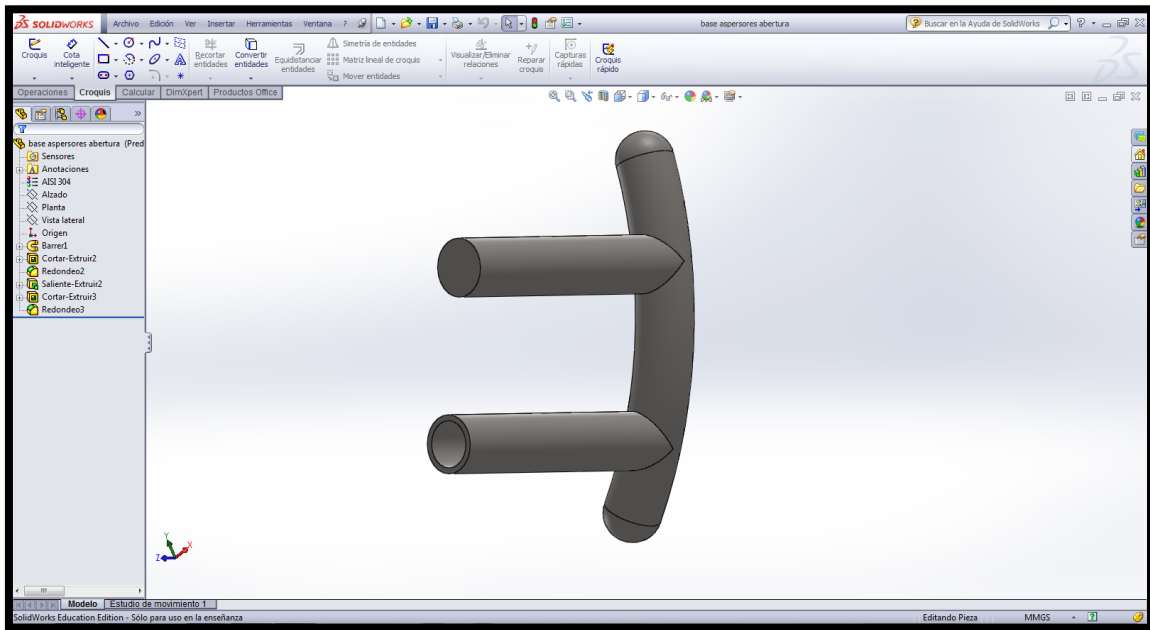 SOLIDWORKS Archivo Edición Ver Insertar Herramientas Ventana ? base aspersores abertura Buscar en la Ayuda de SolidWorks ?
Croquis
Cota inteligente
Recortar entidades
Convertir entidades
Equidistanciar entidades
Simetría de entidades
Matriz lineal de croquis
Mover entidades
Visualizar/Eliminar relaciones
Reparar croquis
Capturas rápidas
Croquis rápido
Operaciones Croquis Calcular DimXpert Productos Office
base aspersores abertura (Pred
Sensores
Anotaciones
AISI 304
Alzado
Planta
Vista lateral
Origen
Barrer1
Cortar-Extruir2
Redondeo2
Saliente-Extruir2
Cortar-Extruir3
Redondeo3
Y
X
Z
Modelo Estudio de movimiento 1
SolidWorks Education Edition - Sólo para uso en la enseñanza Editando Pieza MMGS ?